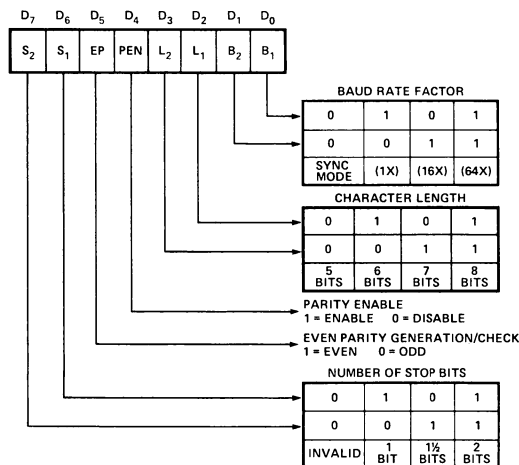 D7 D6 D5 D4 D3 D2 D1 D0
S2 S1 EP PEN L2 L1 B2 B1
BAUD RATE FACTOR
0 1 0 1
0 0 1 1
SYNC MODE (1X) (16X) (64X)
CHARACTER LENGTH
0 1 0 1
0 0 1 1
5 BITS 6 BITS 7 BITS 8 BITS
PARITY ENABLE
1 = ENABLE 0 = DISABLE
EVEN PARITY GENERATION/CHECK
1 = EVEN 0 = ODD
NUMBER OF STOP BITS
0 1 0 1
0 0 1 1
INVALID 1 BIT 1½ BITS 2 BITS